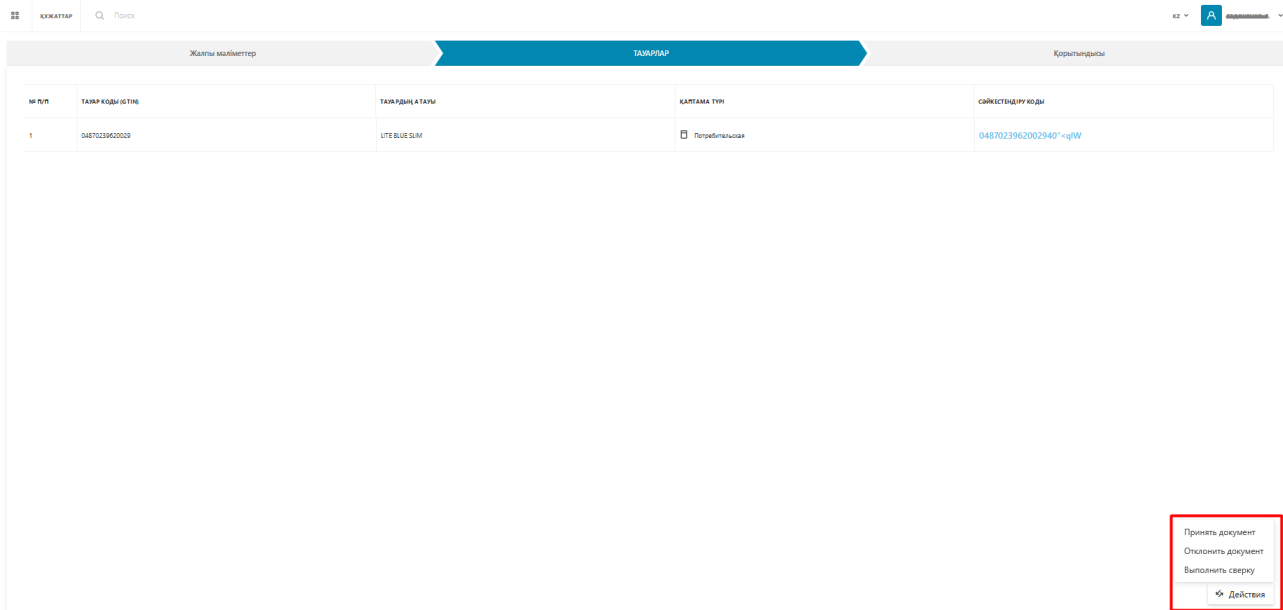 ҚҰЖАТТАР Поиск KZ
Жалпы мәліметтер ТАУАРЛАР Қорытындысы
№ П/П ТАУАР КОДЫ (GTIN) ТАУАРДЫҢ АТАУЫ ҚАПТАМА ТҮРІ СӘЙКЕСТЕНДІРУ КОДЫ
1 04870239620029 LITE BLUE SLIM Потребительская 0487023962002940"<qIW
Принять документ
Отклонить документ
Выполнить сверку
Действия